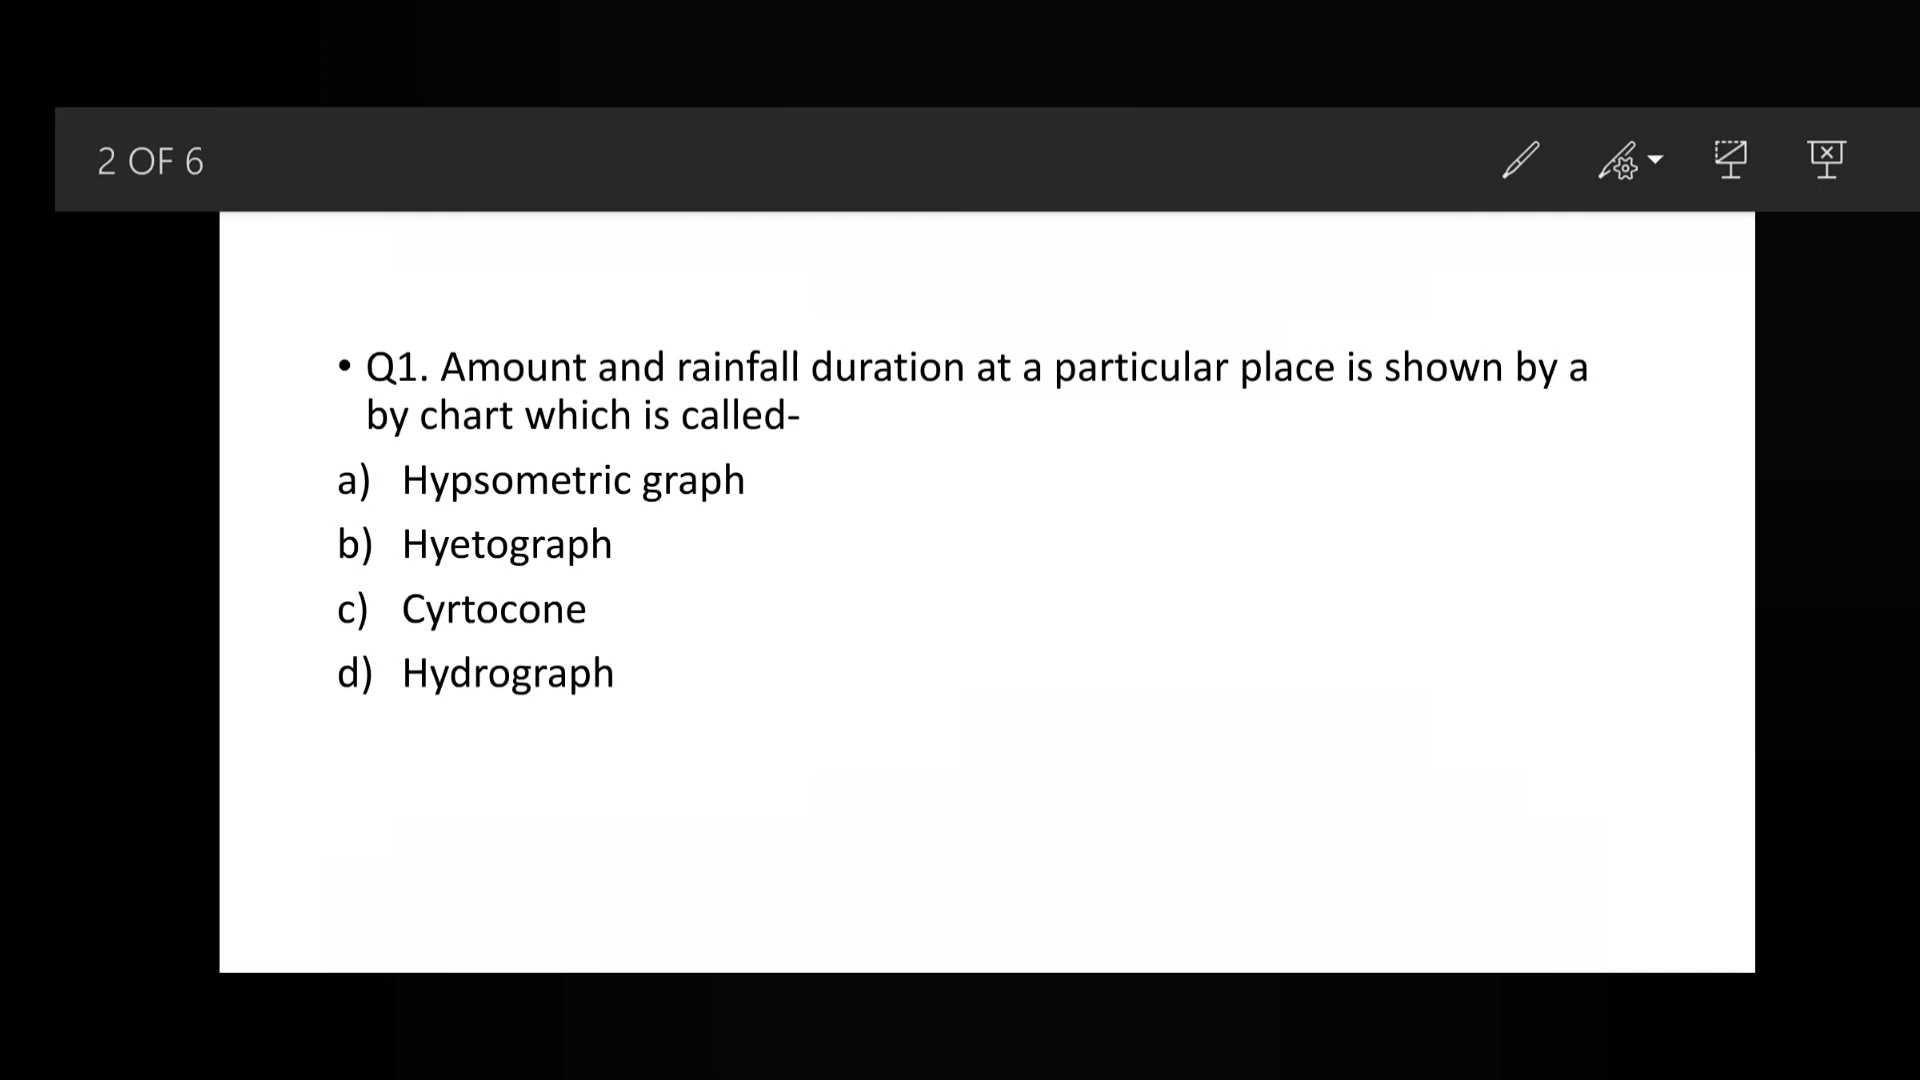 2 OF 6
• Q1. Amount and rainfall duration at a particular place is shown by a
by chart which is called-
a) Hypsometric graph
b) Hyetograph
c) Cyrtocone
d) Hydrograph